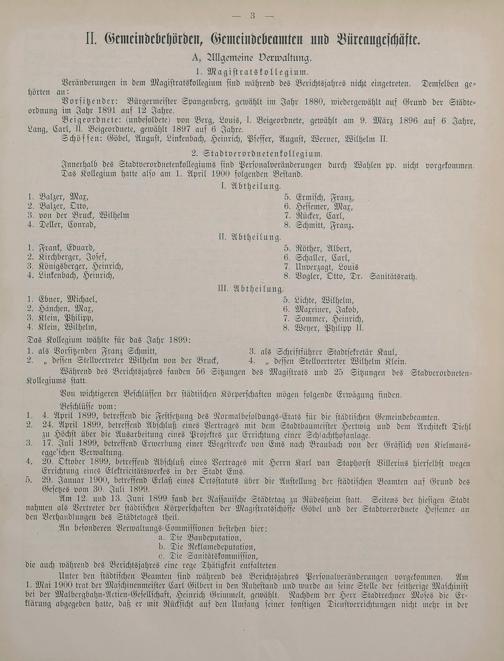 — 3 —
II. Gemeindebehörden, Gemeindebeamten und Büreaugeschäfte.
A. Allgemeine Verwaltung.
1. Magistratskollegium.
Veränderungen in dem Magistratskollegium sind während des Berichtsjahres nicht eingetreten. Demselben ge-
hörten an:
Vorsitzender: Bürgermeister Spangenberg, gewählt im Jahr 1880, wiedergewählt auf Grund der Städte-
ordnung im Jahr 1891 auf 12 Jahre.
Beigeordnete: (unbesoldete) von Berg, Louis, I. Beigeordnete, gewählt am 9. März 1896 auf 6 Jahre,
Lang, Carl, II. Beigeordnete, gewählt 1897 auf 6 Jahre.
Schöffen: Göbel, August, Linkenbach, Heinrich, Pfeffer, August, Werner, Wilhelm II.
2. Stadtverordnetenkollegium.
Innerhalb des Stadtverordnetenkollegiums sind Personalveränderungen durch Wahlen pp. nicht vorgekommen.
Das Kollegium hatte also am 1. April 1900 folgenden Bestand.
I. Abtheilung.
1. Balzer, Max,
2. Balzer, Otto,
3. von der Bruck, Wilhelm
4. Deller, Conrad,
5. Ermisch, Franz,
6. Heffemer, Max,
7. Rücker, Carl,
8. Schmitt, Franz.
II. Abtheilung.
1. Frank, Eduard,
2. Kirchberger, Josef,
3. Königsberger, Heinrich,
4. Linkenbach, Heinrich,
5. Röther, Albert,
6. Schaller, Carl,
7. Unverzagt, Louis
8. Vogler, Otto, Dr. Sanitätsrath.
III. Abtheilung.
1. Ebner, Michael,
2. Hänchen, Max,
3. Klein, Philipp,
4. Klein, Wilhelm,
5. Lichte, Wilhelm,
6. Maxeiner, Jakob,
7. Sommer, Heinrich,
8. Weyer, Philipp II.
Das Kollegium wählte für das Jahr 1899:
1. als Vorsitzenden Franz Schmitt,
2. „ dessen Stellvertreter Wilhelm von der Bruck,
3. als Schriftführer Stadtsekretär Kaul,
4. „ dessen Stellvertreter Wilhelm Klein.
Während des Berichtsjahres fanden 56 Sitzungen des Magistrats und 25 Sitzungen des Stadtverordneten-
Kollegiums statt.
Von wichtigeren Beschlüssen der städtischen Körperschaften mögen folgende Erwägung finden.
Beschlüsse vom:
1. 4. April 1899, betreffend die Festsetzung des Normalbesoldungs-Etats für die städtischen Gemeindebeamten.
2. 24. April 1899, betreffend Abschluß eines Vertrages mit dem Stadtbaumeister Hertwig und dem Architekt Diehl
zu Höchst über die Ausarbeitung eines Projektes zur Errichtung einer Schlachthofanlage.
3. 17. Juli 1899, betreffend Erwerbung einer Wegestrecke von Ems nach Braubach von der Gräflich von Kielmans-
egge'schen Verwaltung.
4. 20. Oktober 1899, betreffend Abschluß eines Vertrages mit Herrn Karl van Staphorst Villerius hierselbst wegen
Errichtung eines Elektricitätswerkes in der Stadt Ems.
5. 29. Januar 1900, betreffend Erlaß eines Ortsstatuts über die Anstellung der städtischen Beamten auf Grund des
Gesetzes vom 30. Juli 1899.
Am 12. und 13. Juni 1899 fand der Nassauische Städtetag zu Rüdesheim statt. Seitens der hiesigen Stadt
nahmen als Vertreter der städtischen Körperschaften der Magistratsschöffe Göbel und der Stadtverordnete Heffemer an
den Verhandlungen des Städtetages theil.
An besonderen Verwaltungs-Commissionen bestehen hier:
a. Die Baudeputation,
b. Die Reklamedeputation,
c. Die Sanitätskommission,
die auch während des Berichtsjahres eine rege Thätigkeit entfalteten.
Unter den städtischen Beamten sind während des Berichtsjahres Personalveränderungen vorgekommen. Am
1. Mai 1900 trat der Maschinenmeister Carl Gilbert in den Ruhestand und wurde an seine Stelle der seitherige Maschinist
bei der Malbergbahn-Actien-Gesellschaft, Heinrich Grimmelt, gewählt. Nachdem der Herr Stadtrechner Moses die Er-
klärung abgegeben hatte, daß er mit Rücksicht auf den Umfang seiner sonstigen Dienstverrichtungen nicht mehr in der